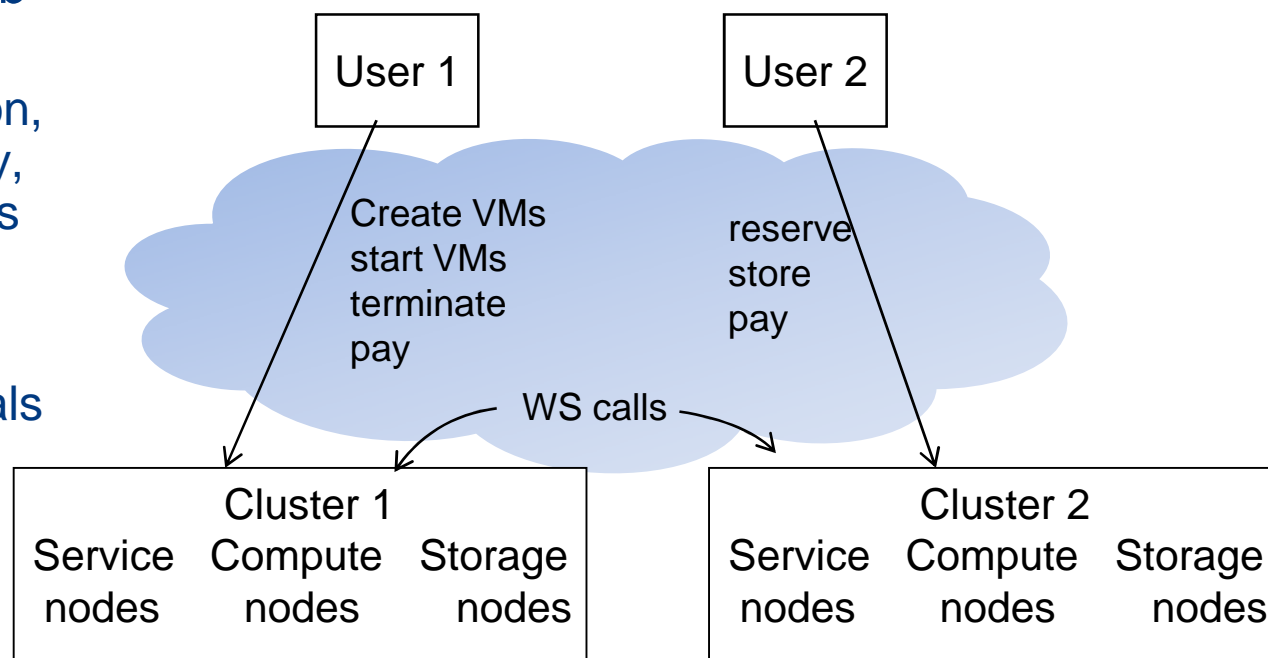 User 1
User 2
Create VMs
start VMs
terminate
pay
reserve
store
pay
WS calls
Cluster 1
Service Compute Storage
nodes nodes nodes
Cluster 2
Service Compute Storage
nodes nodes nodes